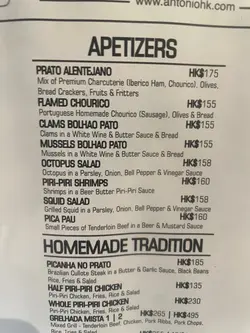 www.antoniohk.com
APETIZERS
PRATO ALENTEJANO HK$175
Mix of Premium Charcuterie (Iberico Ham, Chourico), Olives,
Bread Crackers, Fruits & Fritters
FLAMED CHOURICO HK$155
Portuguese Homemade Chourico (Sausage), Olives & Bread
CLAMS BOLHAO PATO HK$155
Clams in a White Wine & Butter Sauce & Bread
MUSSELS BOLHAO PATO HK$155
Mussels in a White Wine & Butter Sauce & Bread
OCTOPUS SALAD HK$158
Octopus in a Parsley, Onion, Bell Pepper & Vinegar Sauce
PIRI-PIRI SHRIMPS HK$160
Shrimps in a Beer Butter Piri-Piri Sauce
SQUID SALAD HK$158
Grilled Squid in a Parsley, Onion, Bell Pepper & Vinegar Sauce
PICA PAU HK$160
Small Pieces of Tenderloin Beef in a Beer & Mustard Sauce
HOMEMADE TRADITION
PICANHA NO PRATO HK$185
Brazilian Cullote Steak in a Butter & Garlic Sauce, Black Beans
Rice, Fries & Salad
HALF PIRI-PIRI CHICKEN HK$135
Piri-Piri Chicken, Fries, Rice & Salad
WHOLE PIRI-PIRI CHICKEN HK$230
Piri-Piri Chicken, Fries, Rice & Salad
GRELHADA MISTA 1 | 2 HK$265 | HK$495
Mixed Grill - Tenderloin Beef, Chicken, Pork Ribs, Pork Chops,
Rice, Fries & Salad